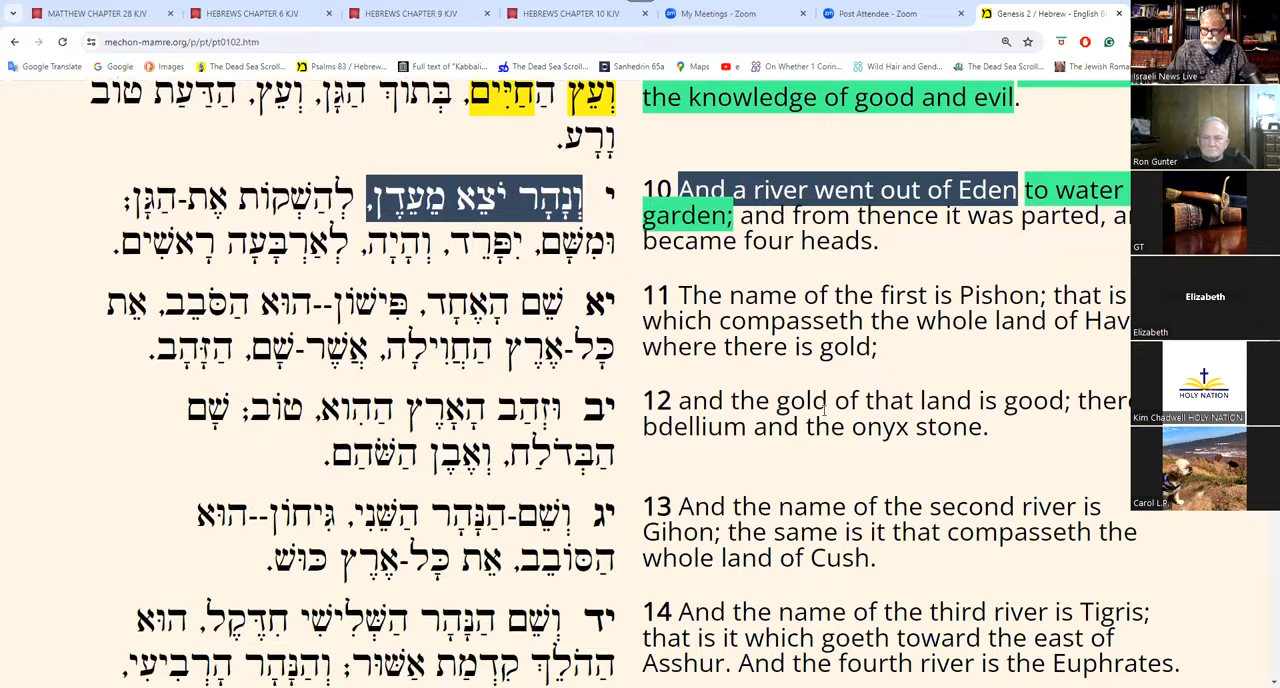 MATTHEW CHAPTER 28 KJV
HEBREWS CHAPTER 6 KJV
HEBREWS CHAPTER 9 KJV
HEBREWS CHAPTER 10 KJV
My Meetings - Zoom
Post Attendee - Zoom
Genesis 2 / Hebrew - English B
mechon-mamre.org/p/pt/pt0102.htm
Google Translate
Google
Images
The Dead Sea Scroll...
Psalms 83 / Hebrew...
Full text of "Kabbali...
The Dead Sea Scroll...
Sanhedrin 65a
Maps
e
On Whether 1 Corin...
Wild Hair and Gend...
The Dead Sea Scroll...
The Jewish Roma
וְעֵץ הַחַיִּים, בְּתוֹךְ הַגָּן, וְעֵץ, הַדַּעַת טוֹב
וָרָע.
י וְנָהָר יֹצֵא מֵעֵדֶן, לְהַשְׁקוֹת אֶת-הַגָּן;
וּמִשָּׁם, יִפָּרֵד, וְהָיָה, לְאַרְבָּעָה רָאשִׁים.
יא שֵׁם הָאֶחָד, פִּישׁוֹן--הוּא הַסֹּבֵב, אֵת
כָּל-אֶרֶץ הַחֲוִילָה, אֲשֶׁר-שָׁם, הַזָּהָב.
יב וּזְהַב הָאָרֶץ הַהִוא, טוֹב; שָׁם
הַבְּדֹלַח, וְאֶבֶן הַשֹּׁהַם.
יג וְשֵׁם-הַנָּהָר הַשֵּׁנִי, גִּיחוֹן--הוּא
הַסּוֹבֵב, אֵת כָּל-אֶרֶץ כּוּשׁ.
יד וְשֵׁם הַנָּהָר הַשְּׁלִישִׁי חִדֶּקֶל, הוּא
הַהֹלֵךְ קִדְמַת אַשּׁוּר; וְהַנָּהָר הָרְבִיעִי,
the knowledge of good and evil.
10 And a river went out of Eden to water
garden; and from thence it was parted, an
became four heads.
11 The name of the first is Pishon; that is
which compasseth the whole land of Hav
where there is gold;
12 and the gold of that land is good; there
bdellium and the onyx stone.
13 And the name of the second river is
Gihon; the same is it that compasseth the
whole land of Cush.
14 And the name of the third river is Tigris;
that is it which goeth toward the east of
Asshur. And the fourth river is the Euphrates.
Israeli News Live
Ron Gunter
GT
Elizabeth
Elizabeth
HOLY NATION
Kim Chadwell HOLY NATION
Carol L.P.